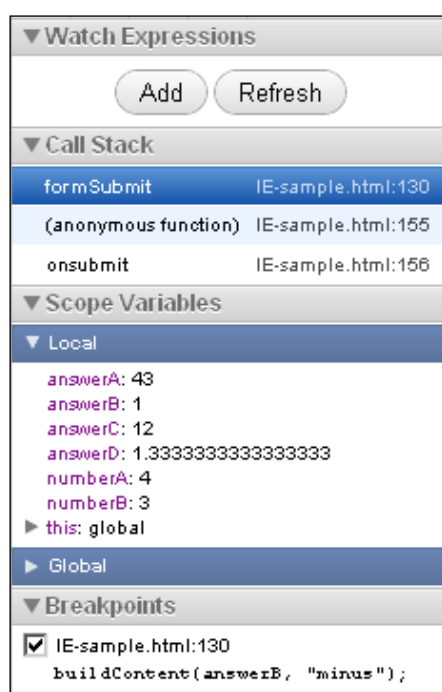 Watch Expressions
Add Refresh
Call Stack
formSubmit IE-sample.html:130
(anonymous function) IE-sample.html:155
onsubmit IE-sample.html:156
Scope Variables
Local
answerA: 43
answerB: 1
answerC: 12
answerD: 1.3333333333333333
numberA: 4
numberB: 3
this: global
Global
Breakpoints
IE-sample.html:130
buildContent(answerB, "minus");